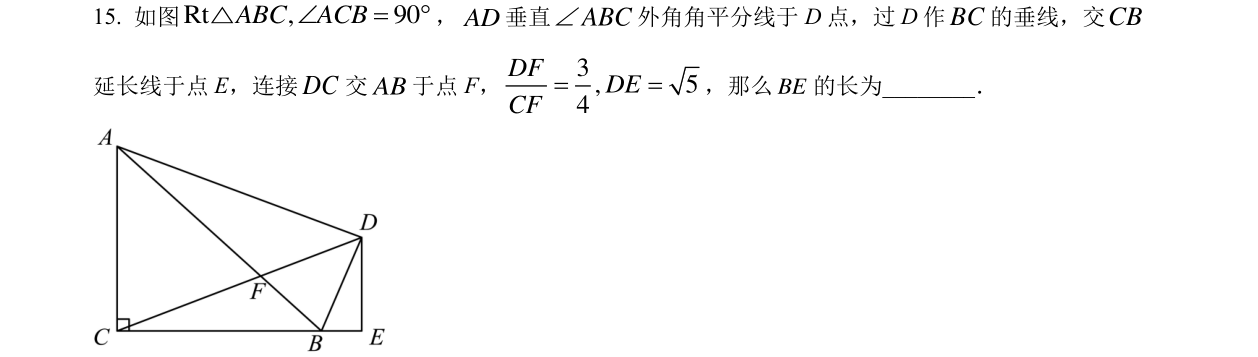 15. 如图Rt△ABC,∠ACB=90°，AD垂直∠ABC外角角平分线于D点，过D作BC的垂线，交CB
延长线于点E，连接DC交AB于点F，DF/CF=3/4,DE=√5，那么BE的长为________．
A
D
F
C
B
E